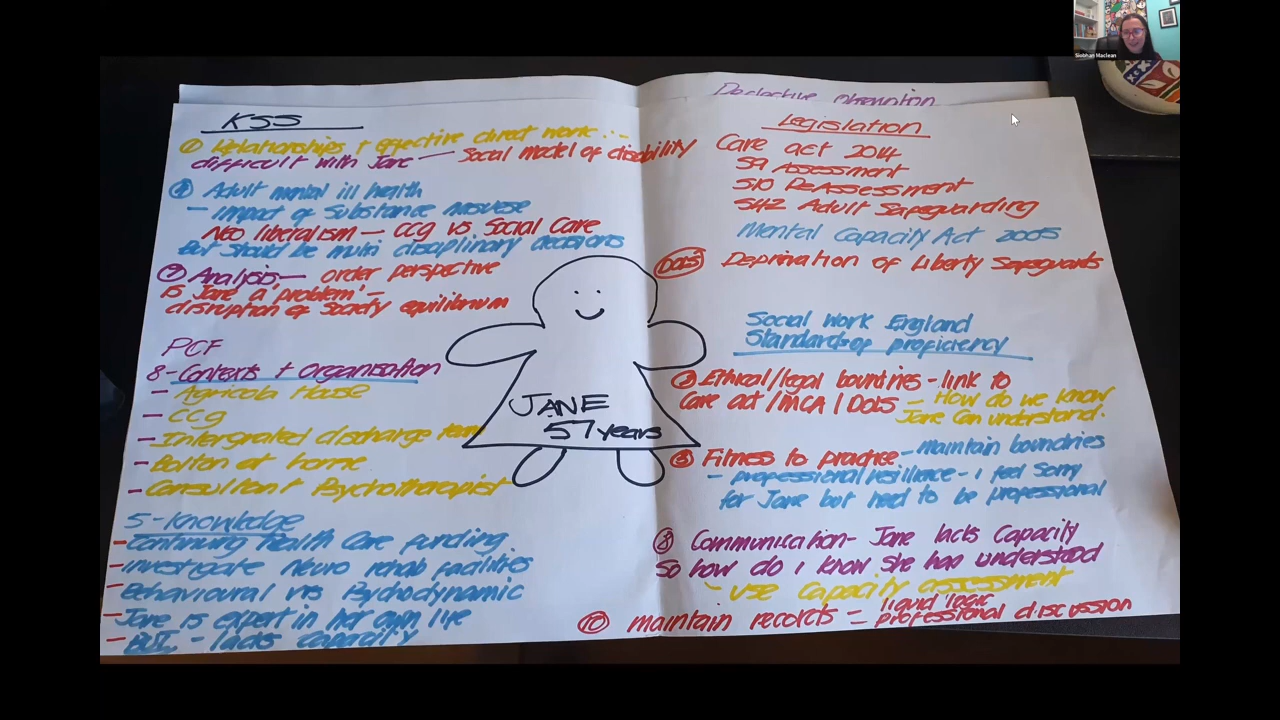 Siobhan Maclean
KSS
① Relationships + effective direct work...-
difficult with Jane — Social model of disability
Adult mental ill health
- Impact of Substance
Neo liberalism — CCG vs. Social Care
But should be multi disciplinary decisions
⑦ Analysis — order perspective
Is Jane a 'problem' -
disruption of Society equilibrium
PCF
8 - Contexts + organisation
- Agricola House
- CCG
- Intergrated discharge team
- Bolton at home
- Consultant Psychotherapist
5 - Knowledge
- Continuing Health Care funding
- investigate Neuro rehab facilities
- Behavioural vrs Psychodynamic
- Jane is expert in her own life
- BUT - lacks capacity
JANE
57 years
Legislation
Care act 2014
S9 Assessment
S10 ReAssessment
S42 Adult Safeguarding
Mental Capacity Act 2005
DOLS Deprivation of Liberty Safeguards
Social Work England
Standards of proficiency
Ethical/legal bountries - link to
Care act / MCA / DOLS - How do we know
Jane Can understand.
Fitness to practice - maintain boundries
- professional resillence - I feel Sorry
for Jane but need to be professional
⑧ Communication - Jane lacks Capacity
So how do I know she has understood
- use Capacity assessment
⑩ maintain records - liquid logic
professional discussion